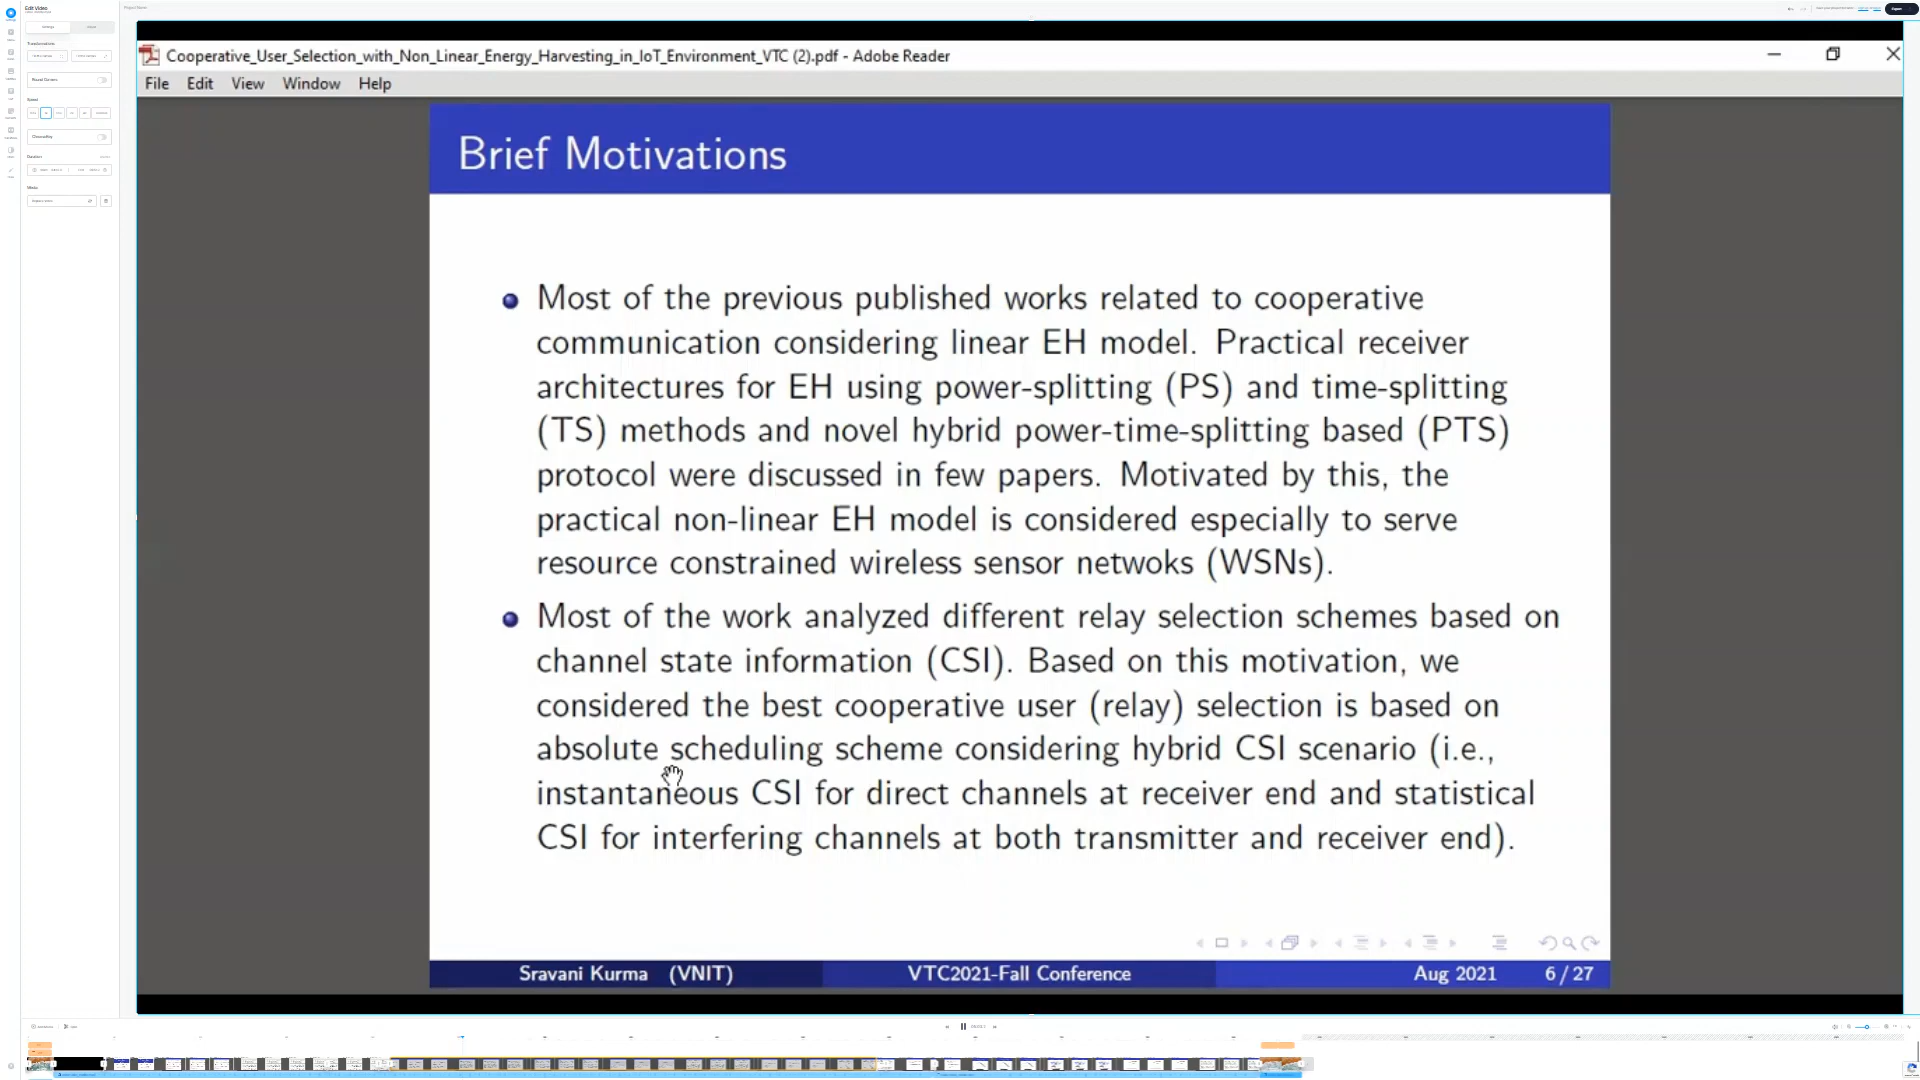 Edit Video
Project Name
Cooperative_User_Selection_with_Non_Linear_Energy_Harvesting_in_IoT_Environment_VTC (2).pdf - Adobe Reader
File Edit View Window Help
Brief Motivations
Most of the previous published works related to cooperative
communication considering linear EH model. Practical receiver
architectures for EH using power-splitting (PS) and time-splitting
(TS) methods and novel hybrid power-time-splitting based (PTS)
protocol were discussed in few papers. Motivated by this, the
practical non-linear EH model is considered especially to serve
resource constrained wireless sensor netwoks (WSNs).
Most of the work analyzed different relay selection schemes based on
channel state information (CSI). Based on this motivation, we
considered the best cooperative user (relay) selection is based on
absolute scheduling scheme considering hybrid CSI scenario (i.e.,
instantaneous CSI for direct channels at receiver end and statistical
CSI for interfering channels at both transmitter and receiver end).
Sravani Kurma (VNIT) VTC2021-Fall Conference Aug 2021 6 / 27